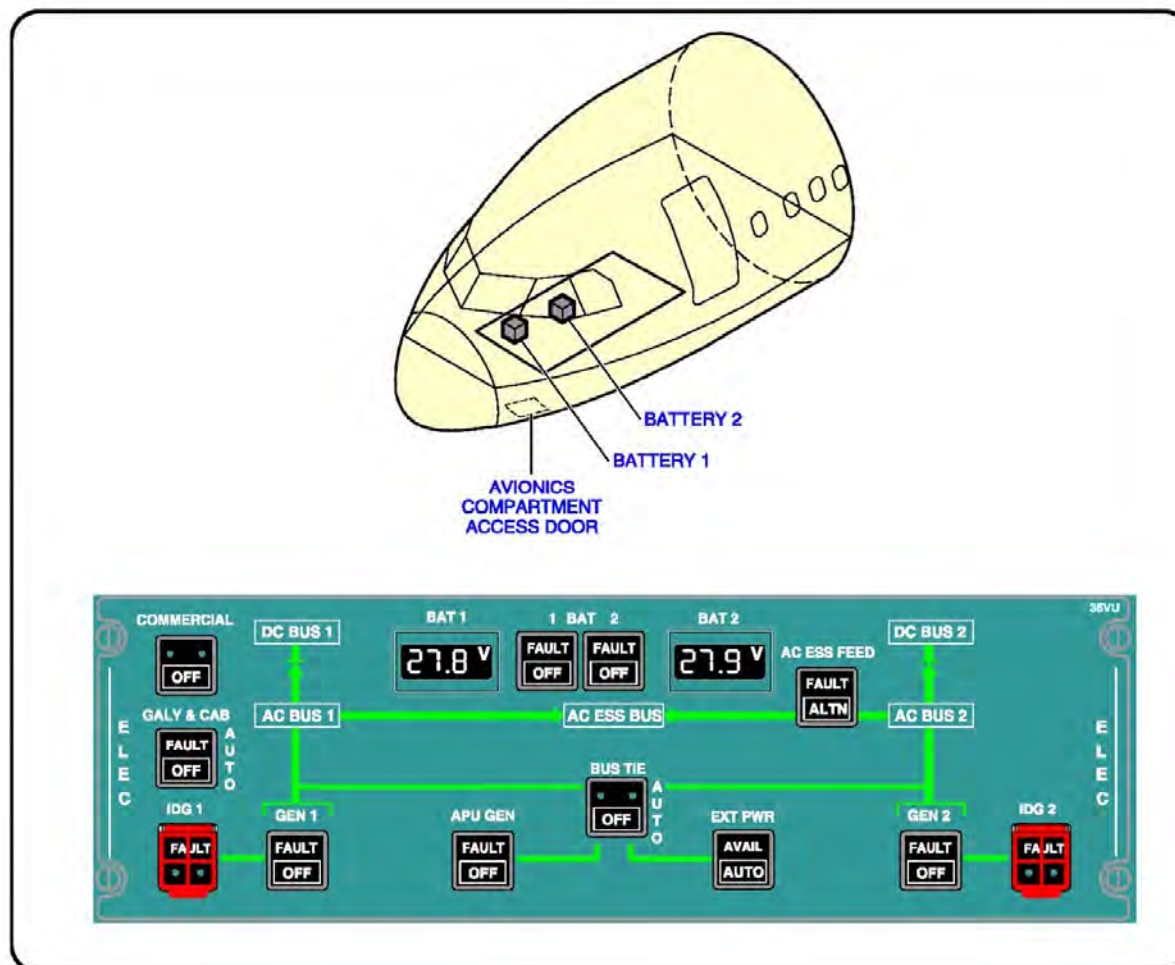 BATTERY 2
BATTERY 1
AVIONICS
COMPARTMENT
ACCESS DOOR
35VU
COMMERCIAL
OFF
DC BUS 1
BAT 1
27.8 V
1 BAT 2
FAULT
OFF
FAULT
OFF
BAT 2
27.9 V
AC ESS FEED
FAULT
ALTN
DC BUS 2
GALY & CAB
FAULT
OFF
AUTO
AC BUS 1
AC ESS BUS
AC BUS 2
ELEC
BUS TIE
OFF
AUTO
ELEC
IDG 1
FAULT
GEN 1
FAULT
OFF
APU GEN
FAULT
OFF
EXT PWR
AVAIL
AUTO
GEN 2
FAULT
OFF
IDG 2
FAULT